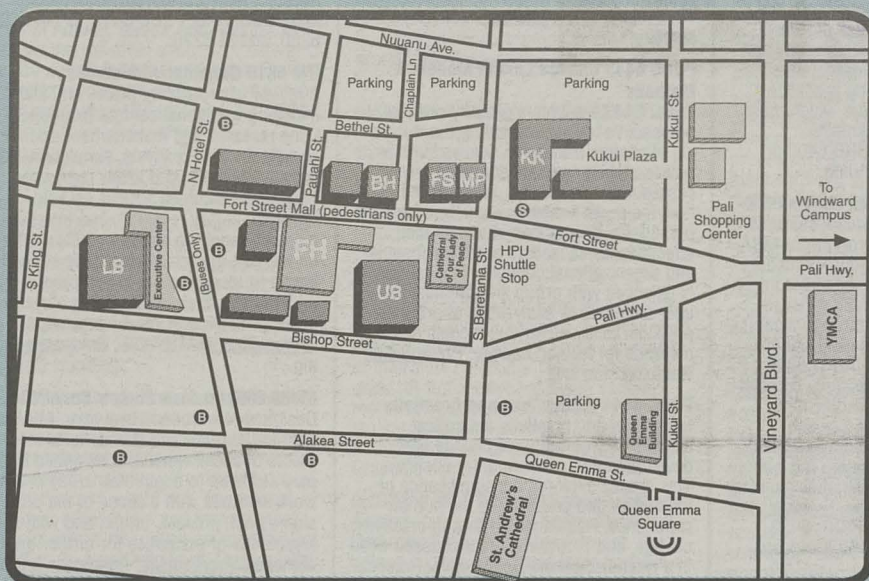 Nuuanu Ave.
Parking
Chaplain Ln
Parking
Parking
Kukui St.
N Hotel St.
B
Bethel St.
Pauahi St.
BH
FS
MP
KK
Kukui Plaza
S
Pali
Shopping
Center
To
Windward
Campus
Fort Street Mall (pedestrians only)
Fort Street
S King St.
LB
Executive Center
B
(Buses Only)
B
FH
UB
Cathedral
of our Lady
of Peace
S. Beretania St.
HPU
Shuttle
Stop
Pali Hwy.
Pali Hwy.
Bishop Street
YMCA
Vineyard Blvd.
B
B
Parking
Queen
Emma
Building
Kukui St.
Alakea Street
B
B
Queen Emma St.
St. Andrew's
Cathedral
Queen Emma
Square